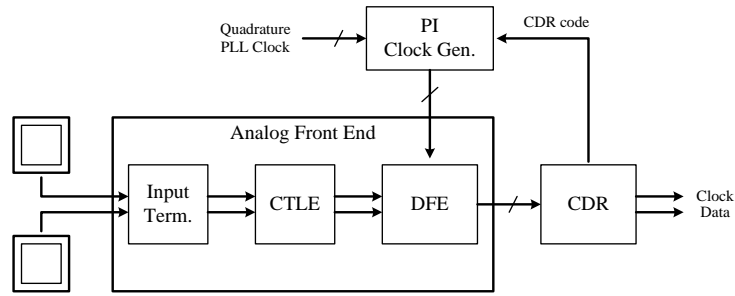 Quadrature
PLL Clock
PI
Clock Gen.
CDR code
Analog Front End
Input
Term.
CTLE
DFE
CDR
Clock
Data